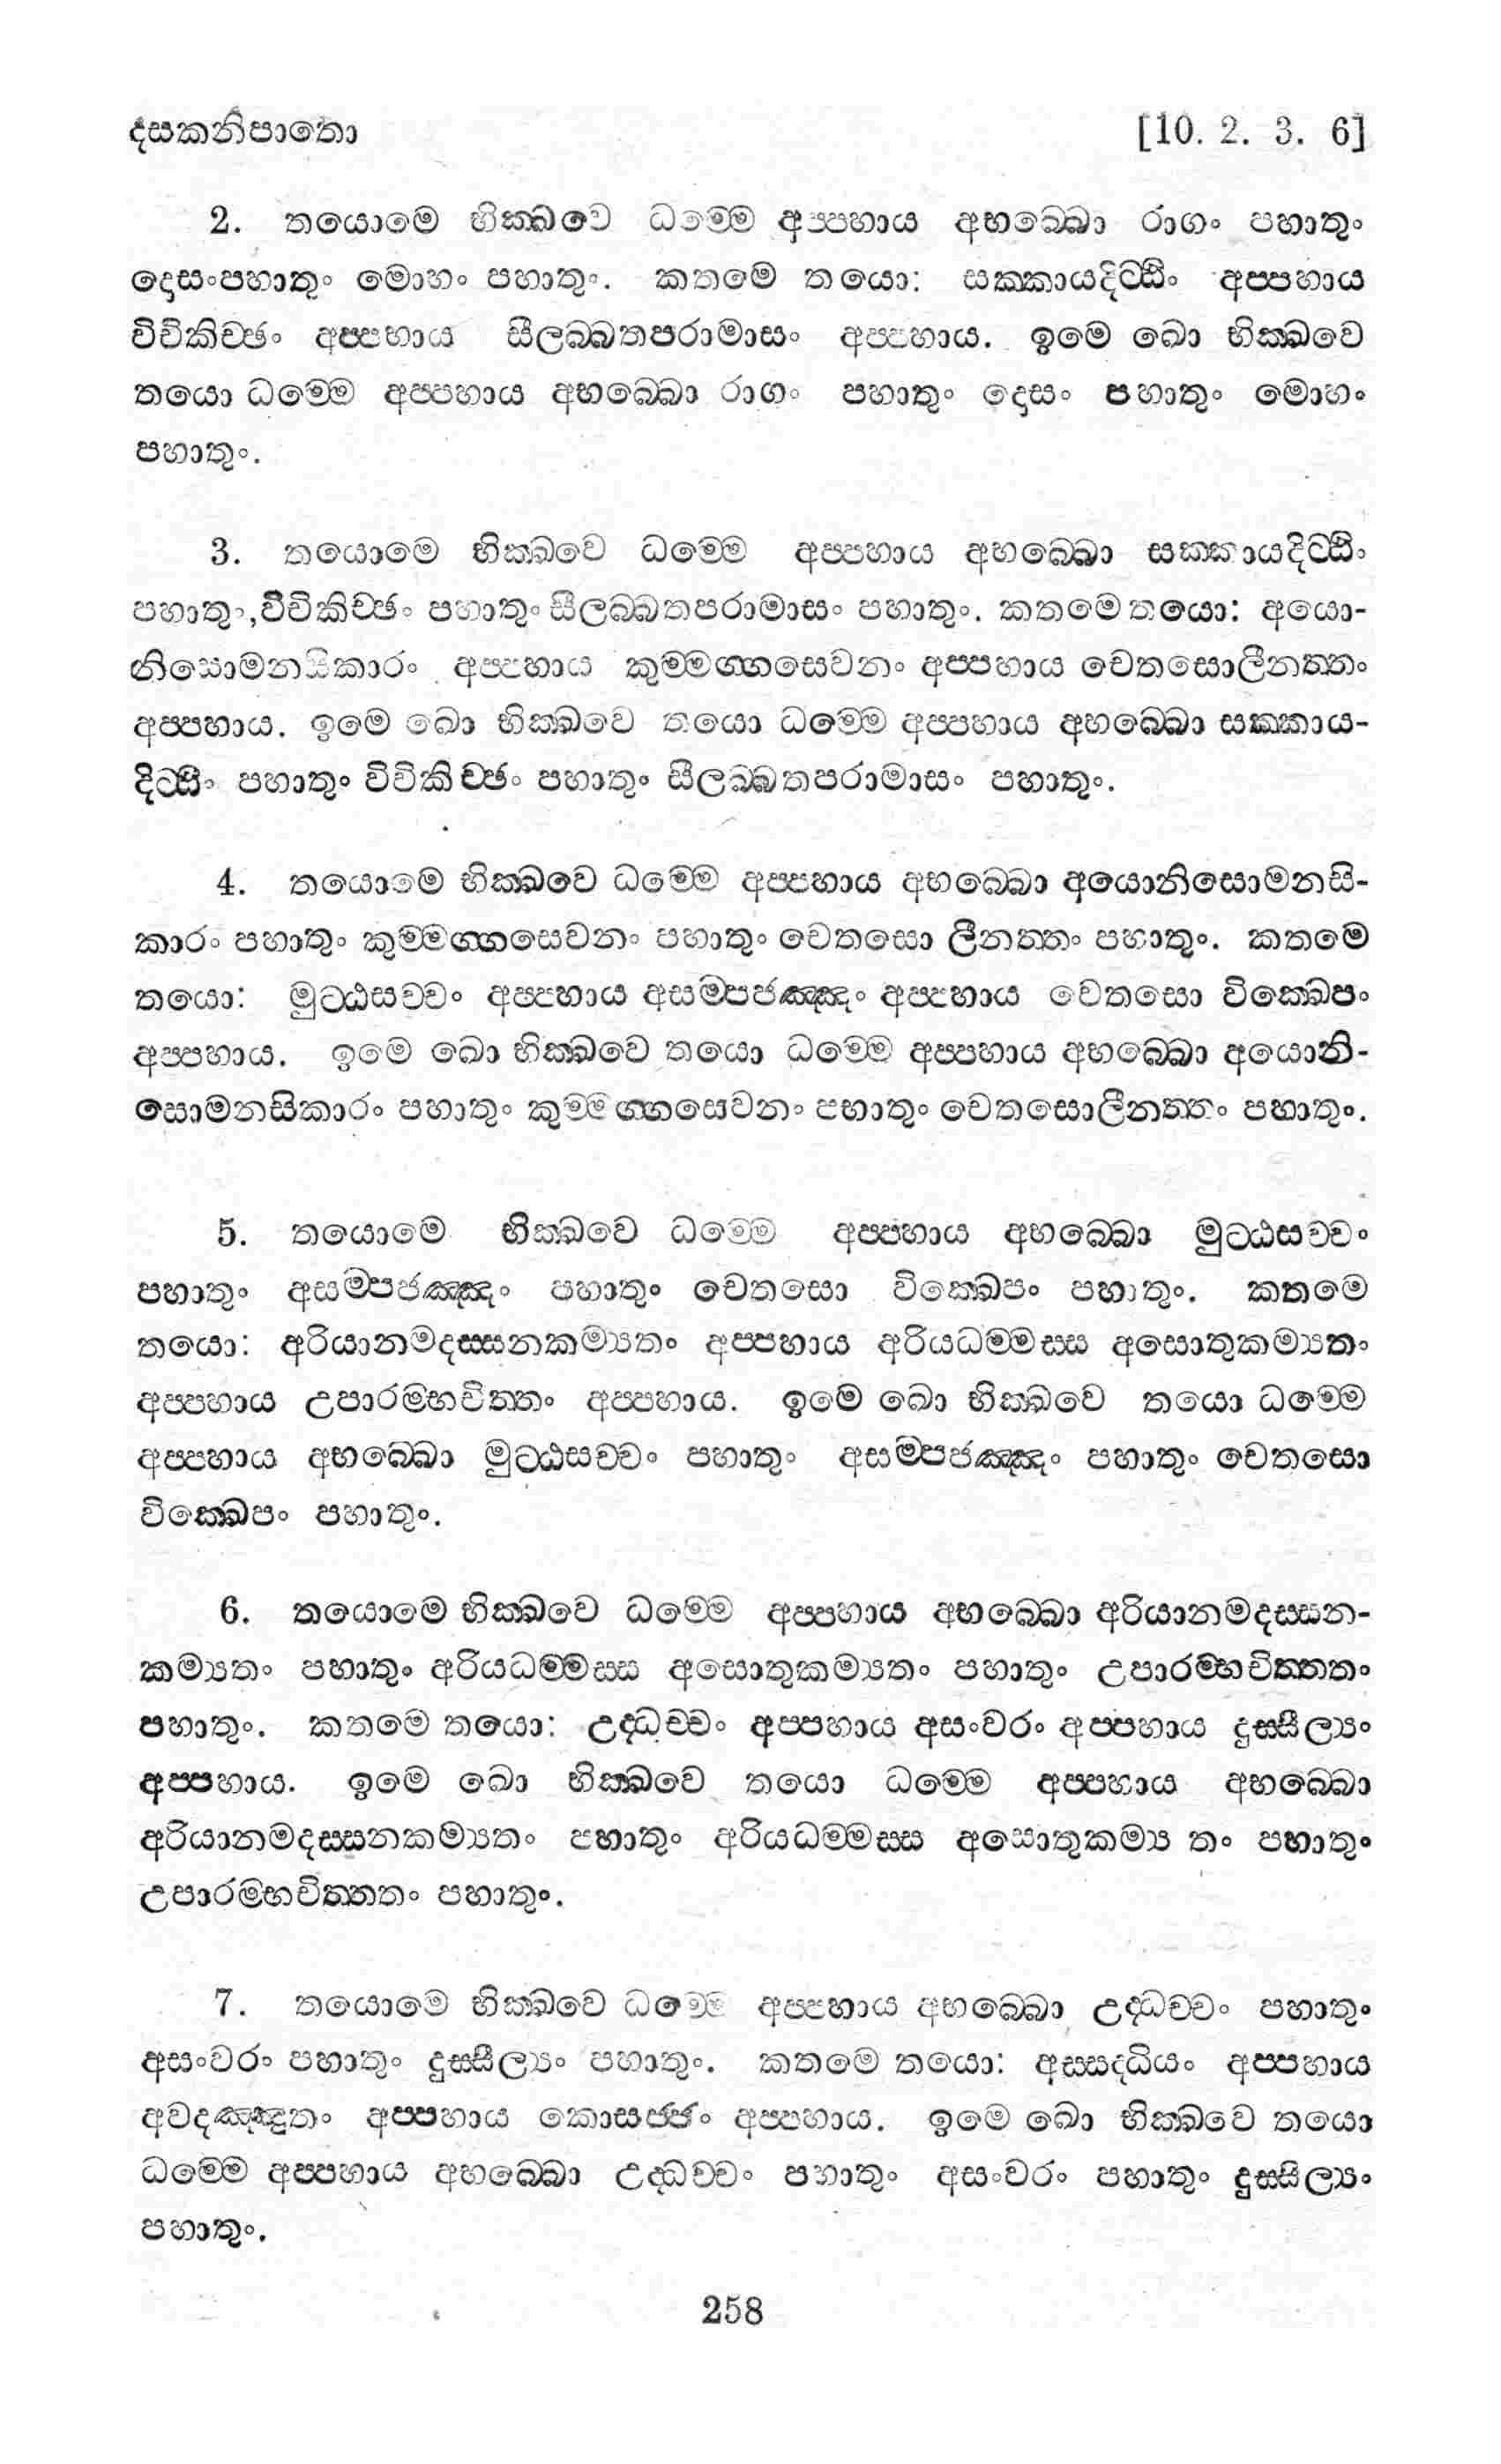 දසකනිපාතො [10. 2. 3. 6]
2. තයොමෙ භික්ඛවෙ ධම්මෙ අප්පහාය අභබ්බො රාගං පහාතුං
දොසංපහාතුං මොහං පහාතුං. කතමෙ තයො: සක්කායදිට්ඨිං අප්පහාය
විචිකිච්ඡං අප්පහාය සීලබ්බතපරාමාසං අප්පහාය. ඉමෙ ඛො භික්ඛවෙ
තයො ධම්මෙ අප්පහාය අභබ්බො රාගං පහාතුං දොසං පහාතුං මොහං
පහාතුං.
3. තයොමෙ භික්ඛවෙ ධම්මෙ අප්පහාය අභබ්බො සක්කායදිට්ඨිං
පහාතුං,විචිකිච්ඡං පහාතුං සීලබ්බතපරාමාසං පහාතුං. කතමෙ තයො: අයො-
නිසොමනසිකාරං අප්පහාය කුම්මග්ගසෙවනං අප්පහාය චෙතසොලීනත්තං
අප්පහාය. ඉමෙ ඛො භික්ඛවෙ තයො ධම්මෙ අප්පහාය අභබ්බො සක්කාය-
දිට්ඨිං පහාතුං විචිකිච්ඡං පහාතුං සීලබ්බතපරාමාසං පහාතුං.
4. තයොමෙ භික්ඛවෙ ධම්මෙ අප්පහාය අභබ්බො අයොනිසොමනසි-
කාරං පහාතුං කුම්මග්ගසෙවනං පහාතුං චෙතසො ලීනත්තං පහාතුං. කතමෙ
තයො: මුට්ඨසච්චං අප්පහාය අසම්පජඤ්ඤං අප්පහාය චෙතසො වික්ඛෙපං
අප්පහාය. ඉමෙ ඛො භික්ඛවෙ තයො ධම්මෙ අප්පහාය අභබ්බො අයොනි-
සොමනසිකාරං පහාතුං කුම්මග්ගසෙවනං පහාතුං චෙතසොලීනත්තං පහාතුං.
5. තයොමෙ භික්ඛවෙ ධම්මෙ අප්පහාය අභබ්බො මුට්ඨසච්චං
පහාතුං අසම්පජඤ්ඤං පහාතුං චෙතසො වික්ඛෙපං පහාතුං. කතමෙ
තයො: අරියානමදස්සනකම්‍යතං අප්පහාය අරියධම්මස්ස අසොතුකම්‍යතං
අප්පහාය උපාරම්භචිත්තං අප්පහාය. ඉමෙ ඛො භික්ඛවෙ තයො ධම්මෙ
අප්පහාය අභබ්බො මුට්ඨසච්චං පහාතුං අසම්පජඤ්ඤං පහාතුං චෙතසො
වික්ඛෙපං පහාතුං.
6. තයොමෙ භික්ඛවෙ ධම්මෙ අප්පහාය අභබ්බො අරියානමදස්සන-
කම්‍යතං පහාතුං අරියධම්මස්ස අසොතුකම්‍යතං පහාතුං උපාරම්භචිත්තතං
පහාතුං. කතමෙ තයො: උද්ධච්චං අප්පහාය අසංවරං අප්පහාය දුස්සීල්‍යං
අප්පහාය. ඉමෙ ඛො භික්ඛවෙ තයො ධම්මෙ අප්පහාය අභබ්බො
අරියානමදස්සනකම්‍යතං පහාතුං අරියධම්මස්ස අසොතුකම්‍ය තං පහාතුං
උපාරම්භචිත්තතං පහාතුං.
7. තයොමෙ භික්ඛවෙ ධම්මෙ අප්පහාය අභබ්බො උද්ධච්චං පහාතුං
අසංවරං පහාතුං දුස්සීල්‍යං පහාතුං. කතමෙ තයො: අස්සද්ධියං අප්පහාය
අවදඤ්ඤුතං අප්පහාය කොසජ්ජං අප්පහාය. ඉමෙ ඛො භික්ඛවෙ තයො
ධම්මෙ අප්පහාය අභබ්බො උද්ධච්චං පහාතුං අසංවරං පහාතුං දුස්සිල්‍යං
පහාතුං.
258